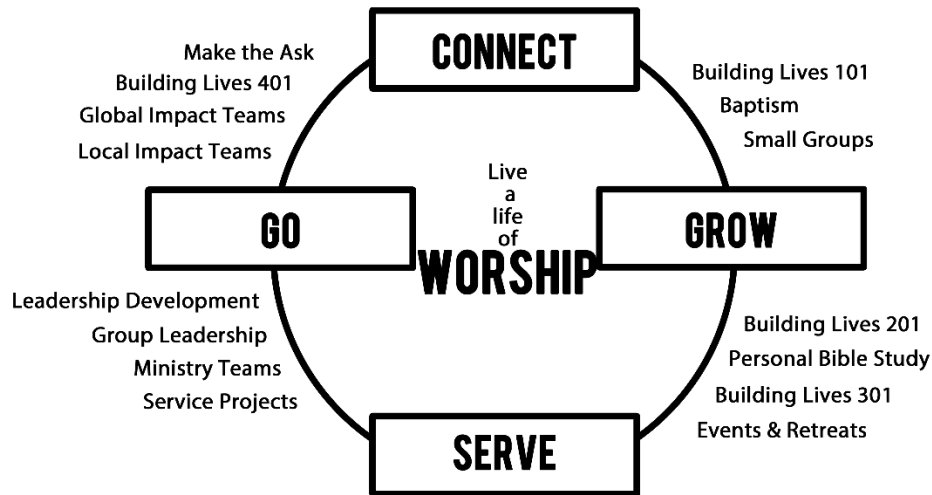 CONNECT
Make the Ask
Building Lives 401
Global Impact Teams
Local Impact Teams
Building Lives 101
Baptism
Small Groups
GO
Live
a
life
of
WORSHIP
GROW
Leadership Development
Group Leadership
Ministry Teams
Service Projects
Building Lives 201
Personal Bible Study
Building Lives 301
Events & Retreats
SERVE